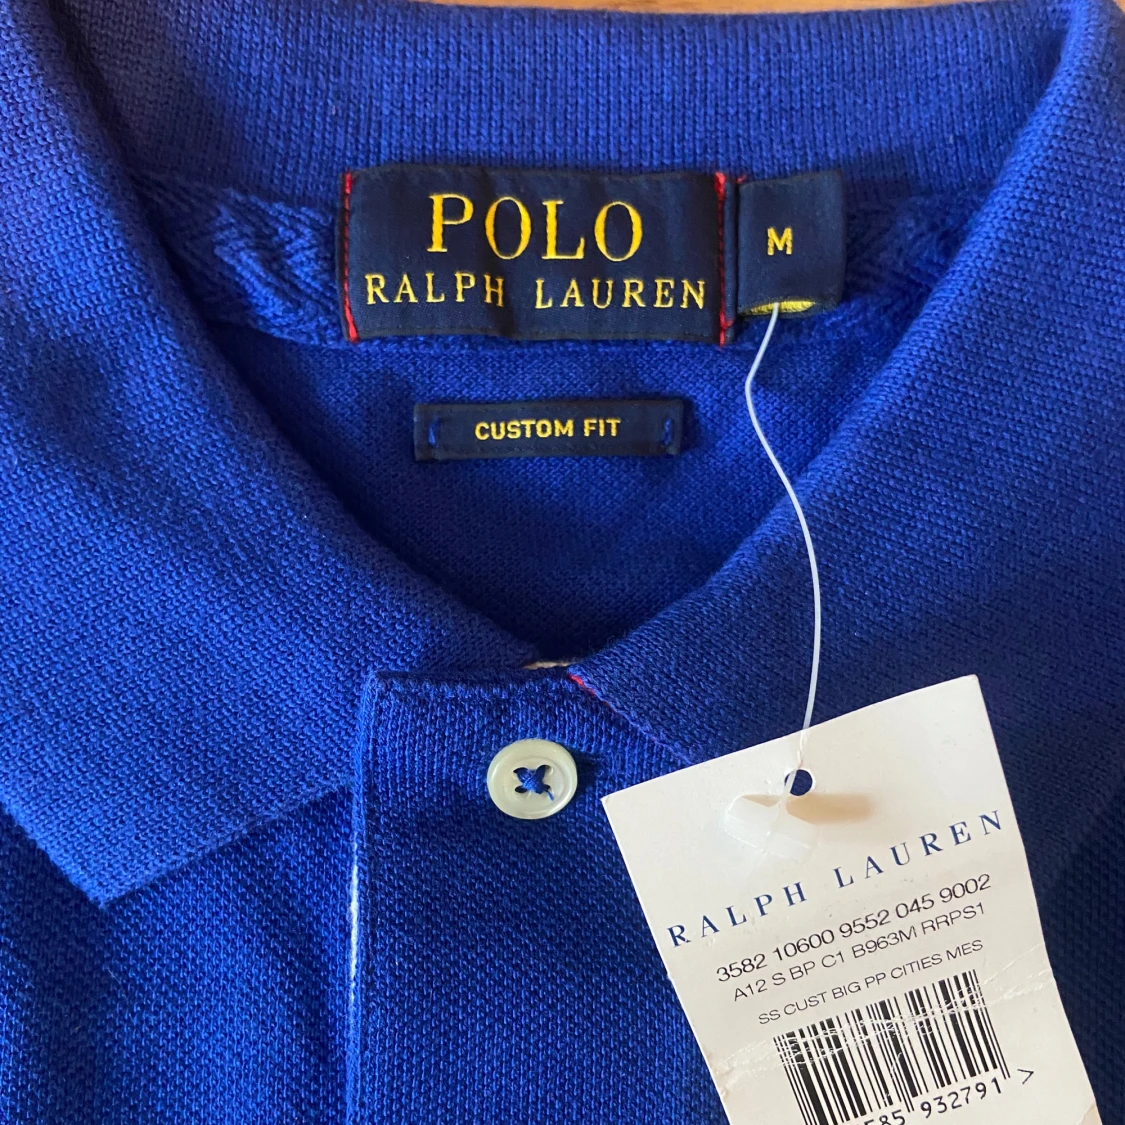 POLO
RALPH LAUREN
M
CUSTOM FIT
RALPH LAUREN
3582 10600 9552 045 9002
A12 S BP C1 B963M RRPS1
SS CUST BIG PP CITIES MES
585 932791 >